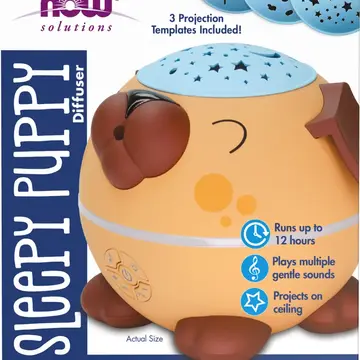 now
solutions
3 Projection
Templates Included!
SLEEPY PUPPY
Diffuser
Runs up to
12 hours
Plays multiple
gentle sounds
Projects on
ceiling
Actual Size